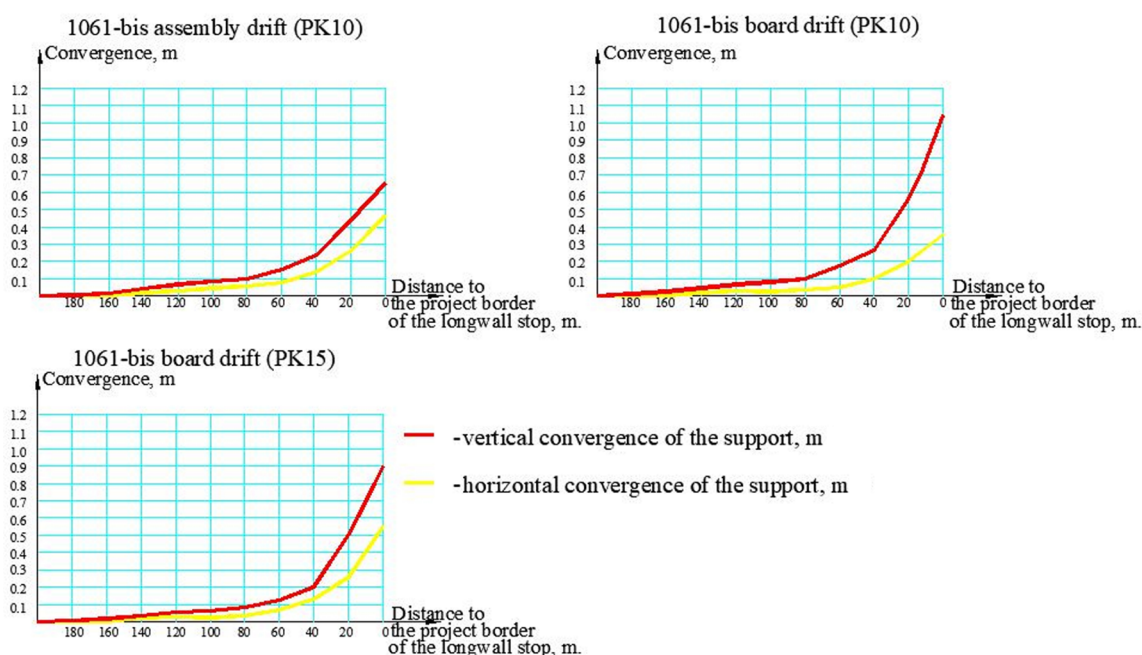 1061-bis assembly drift (PK10)
Convergence, m
1.2
1.1
1.0
0.9
0.8
0.7
0.6
0.5
0.4
0.3
0.2
0.1
180 160 140 120 100 80 60 40 20 0
Distance to
the project border
of the longwall stop, m.
1061-bis board drift (PK10)
Convergence, m
1.2
1.1
1.0
0.9
0.8
0.7
0.6
0.5
0.4
0.3
0.2
0.1
180 160 140 120 100 80 60 40 20 0
Distance to
the project border
of the longwall stop, m.
1061-bis board drift (PK15)
Convergence, m
1.2
1.1
1.0
0.9
0.8
0.7
0.6
0.5
0.4
0.3
0.2
0.1
180 160 140 120 100 80 60 40 20 0
Distance to
the project border
of the longwall stop, m.
-vertical convergence of the support, m
-horizontal convergence of the support, m